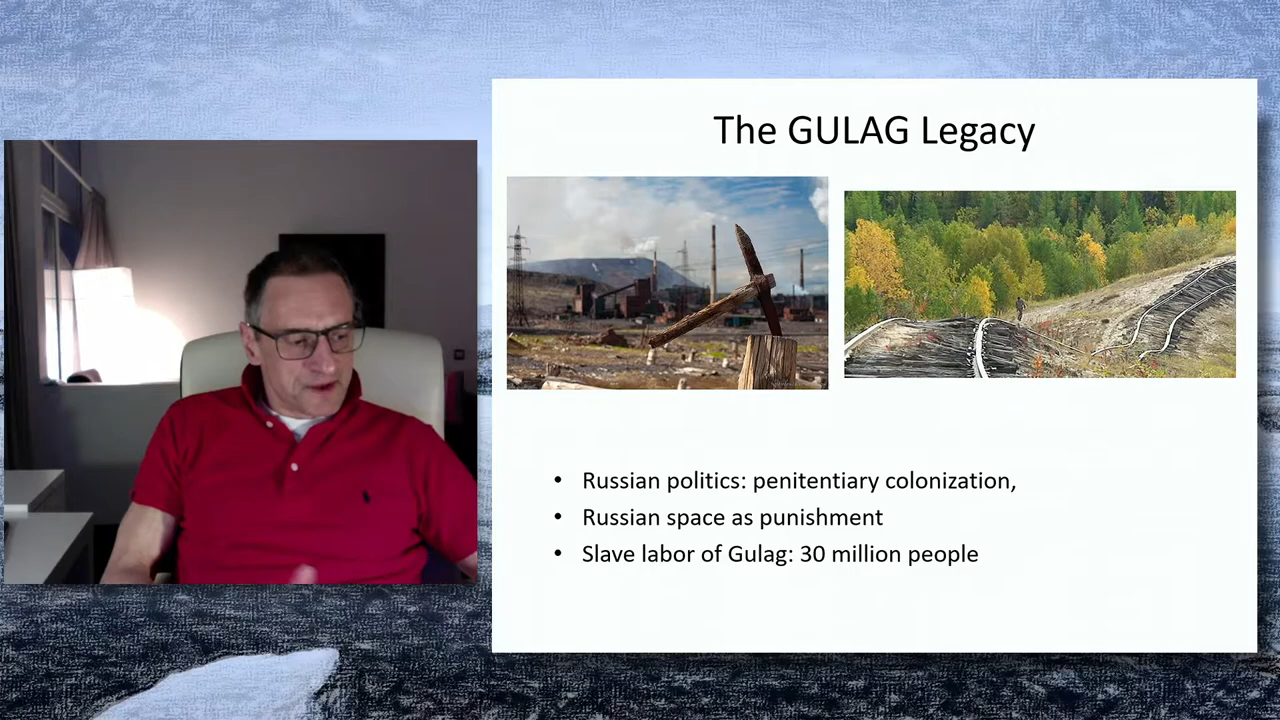 The GULAG Legacy
• Russian politics: penitentiary colonization,
• Russian space as punishment
• Slave labor of Gulag: 30 million people